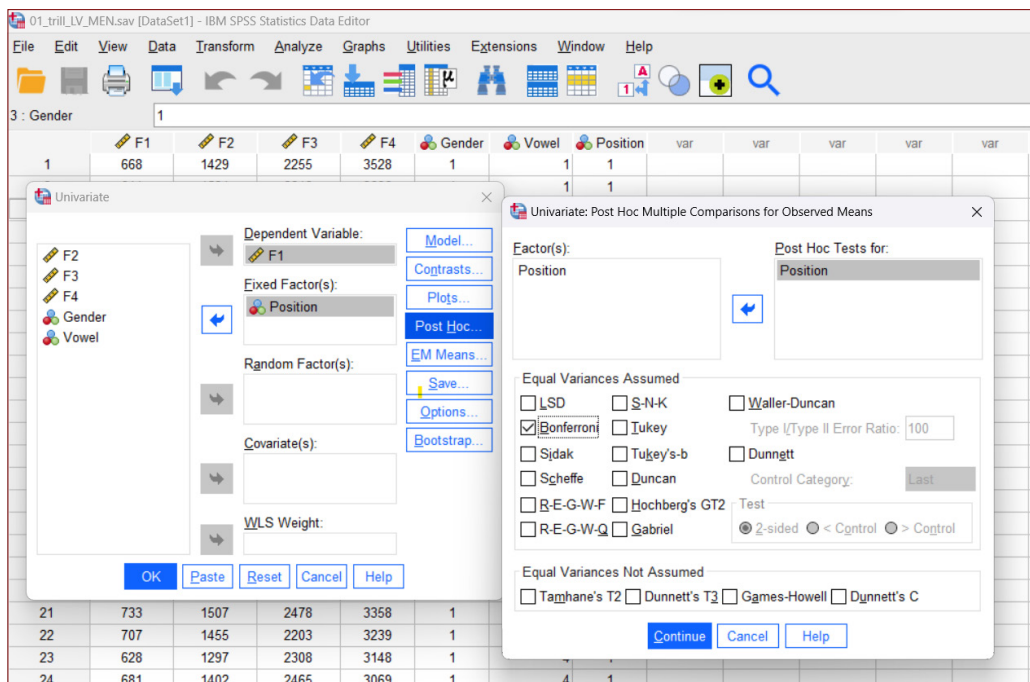 01_trill_LV_MEN.sav [DataSet1] - IBM SPSS Statistics Data Editor
File Edit View Data Transform Analyze Graphs Utilities Extensions Window Help
3 : Gender 1
F1 F2 F3 F4 Gender Vowel Position var var var var var
1 668 1429 2255 3528 1 1 1
1 1
Univariate
F2
F3
F4
Gender
Vowel
Dependent Variable:
F1
Fixed Factor(s):
Position
Random Factor(s):
Covariate(s):
WLS Weight:
Model...
Contrasts...
Plots...
Post Hoc...
EM Means...
Save...
Options...
Bootstrap...
OK Paste Reset Cancel Help
Univariate: Post Hoc Multiple Comparisons for Observed Means
Factor(s):
Position
Post Hoc Tests for:
Position
Equal Variances Assumed
LSD S-N-K Waller-Duncan
Bonferroni Tukey Type I/Type II Error Ratio: 100
Sidak Tukey's-b Dunnett
Scheffe Duncan Control Category: Last
R-E-G-W-F Hochberg's GT2 Test
R-E-G-W-Q Gabriel 2-sided < Control > Control
Equal Variances Not Assumed
Tamhane's T2 Dunnett's T3 Games-Howell Dunnett's C
Continue Cancel Help
21 733 1507 2478 3358 1
22 707 1455 2203 3239 1
23 628 1297 2308 3148 1
24 681 1402 2465 3069 1 4 1